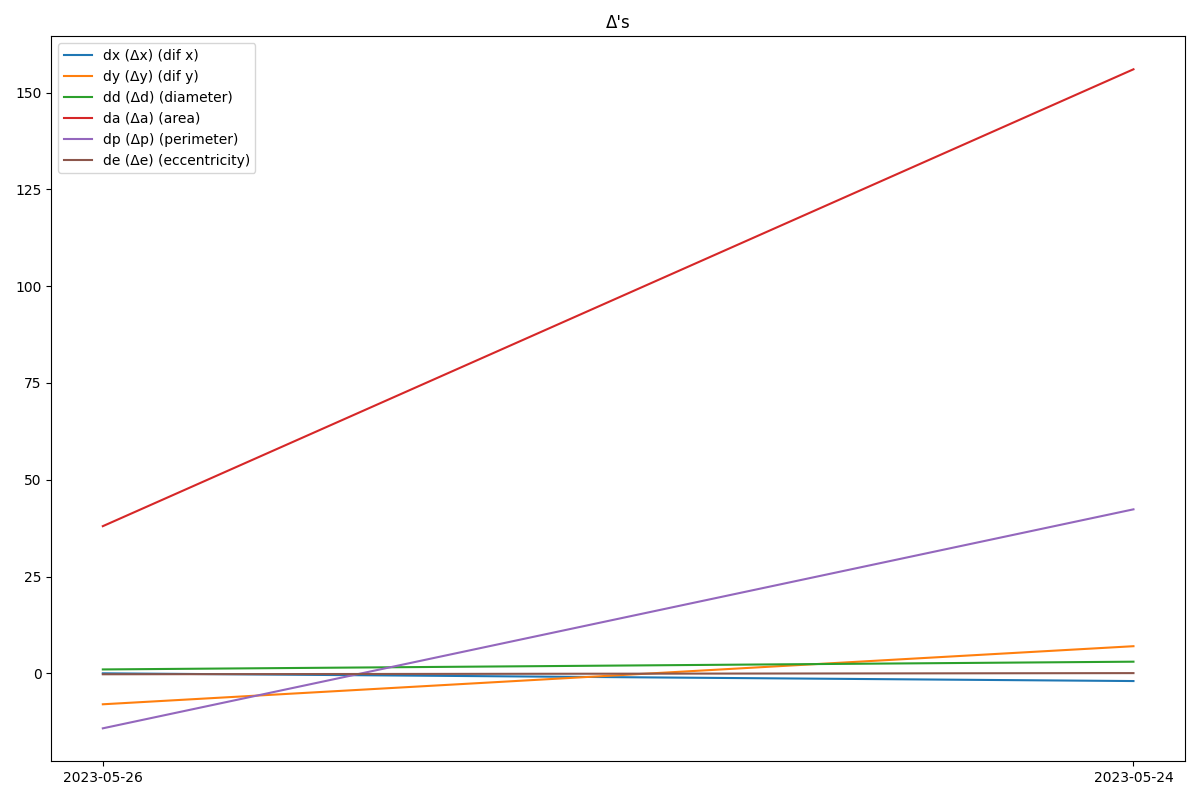 Δ's
dx (Δx) (dif x)
dy (Δy) (dif y)
dd (Δd) (diameter)
da (Δa) (area)
dp (Δp) (perimeter)
de (Δe) (eccentricity)
150
125
100
75
50
25
0
2023-05-26 2023-05-24